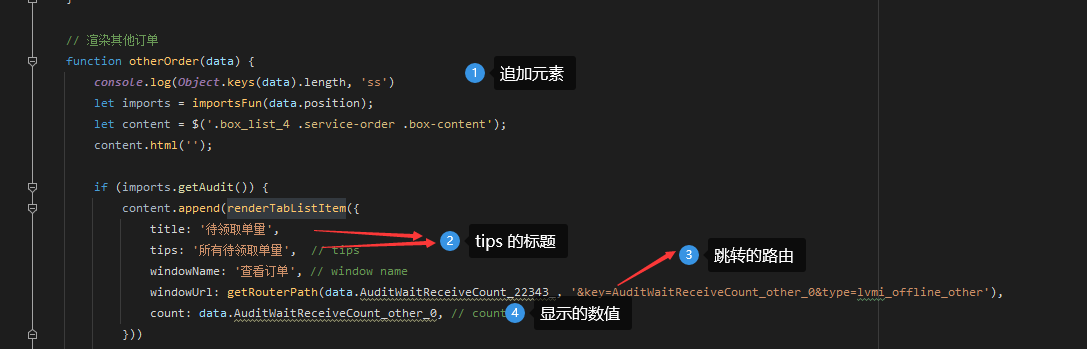 }
// 渲染其他订单
function otherOrder(data) {
console.log(Object.keys(data).length, 'ss')
1 追加元素
let imports = importsFun(data.position);
let content = $('.box_list_4 .service-order .box-content');
content.html('');
if (imports.getAudit()) {
content.append(renderTabListItem({
title: '待领取单量',
2 tips 的标题
tips: '所有待领取单量', // tips
3 跳转的路由
windowName: '查看订单', // window name
windowUrl: getRouterPath(data.AuditWaitReceiveCount_22343_, '&key=AuditWaitReceiveCount_other_0&type=lvmi_offline_other'),
count: data.AuditWaitReceiveCount_other_0, // count
4 显示的数值
}))